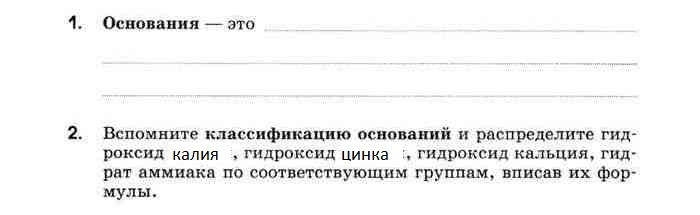 1. Основания — это
2. Вспомните классификацию оснований и распределите гид-
роксид калия , гидроксид цинка , гидроксид кальция, гид-
рат аммиака по соответствующим группам, вписав их фор-
мулы.